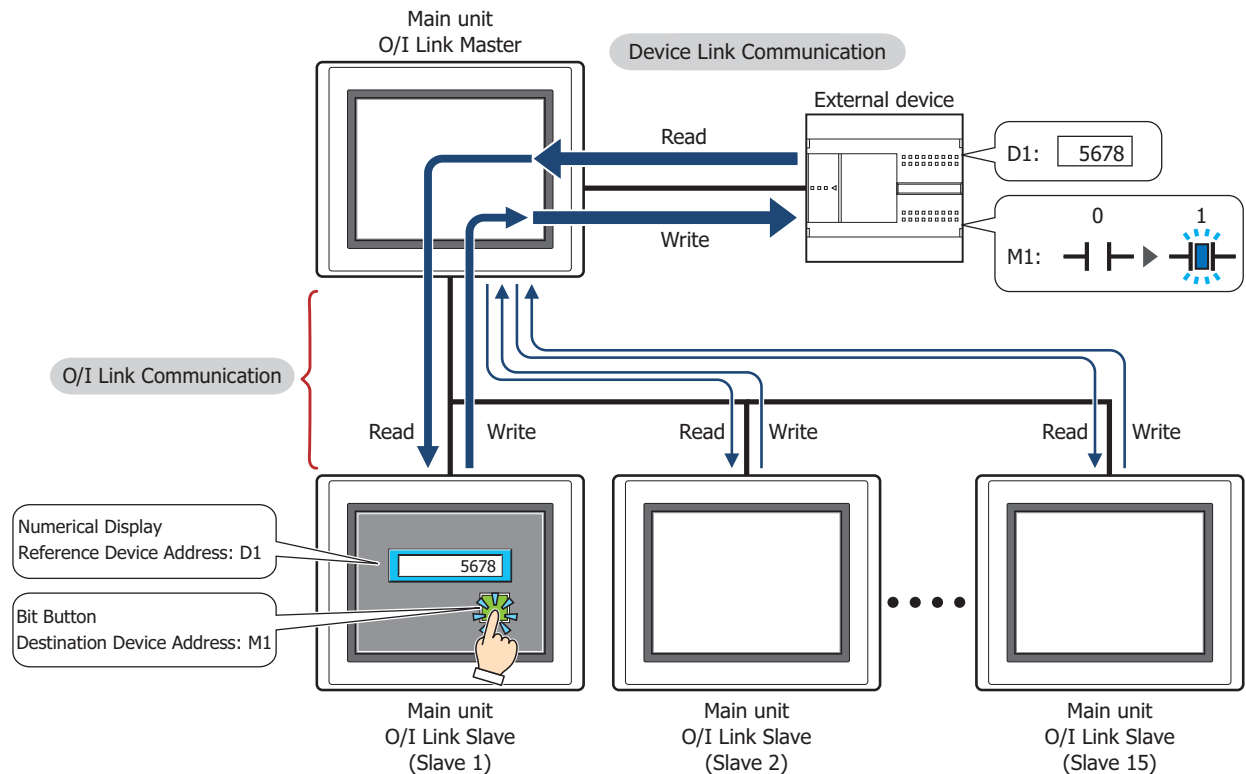 Main unit
O/I Link Master
Device Link Communication
External device
Read
D1: 5678
Write
0 1
M1:
O/I Link Communication
Read Write Read Write Read Write
Numerical Display
Reference Device Address: D1
5678
Bit Button
Destination Device Address: M1
Main unit
O/I Link Slave
(Slave 1)
Main unit
O/I Link Slave
(Slave 2)
Main unit
O/I Link Slave
(Slave 15)